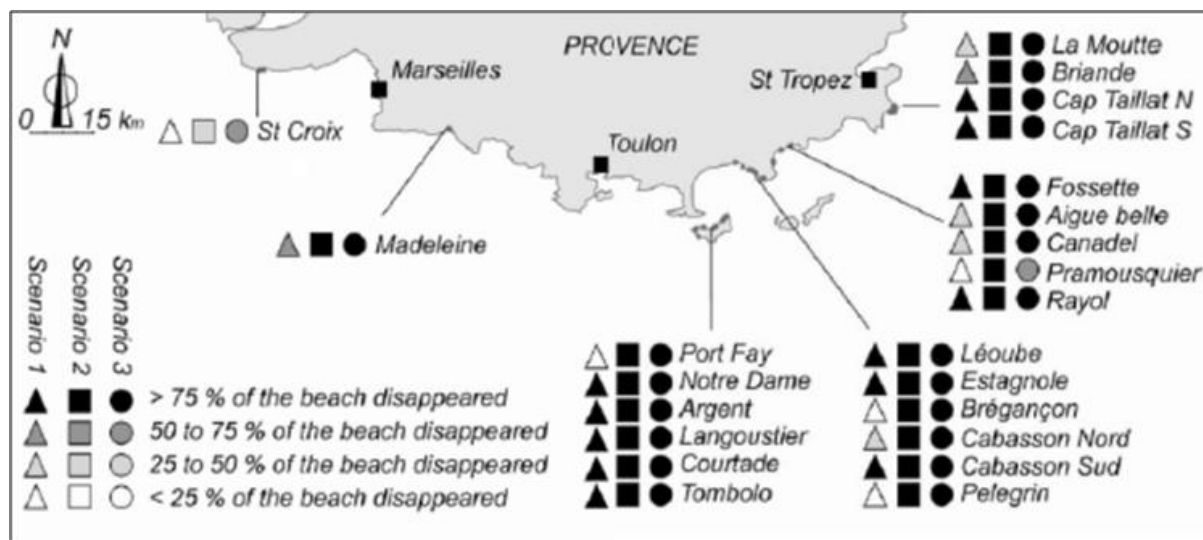 N
0 15 km
PROVENCE
Marseilles
St Tropez
Toulon
St Croix
Madeleine
La Moutte
Briande
Cap Taillat N
Cap Taillat S
Fossette
Aigue belle
Canadel
Pramousquier
Rayol
Port Fay
Notre Dame
Argent
Langoustier
Courtade
Tombolo
Léoube
Estagnole
Brégançon
Cabasson Nord
Cabasson Sud
Pelegrin
Scenario 1
Scenario 2
Scenario 3
> 75 % of the beach disappeared
50 to 75 % of the beach disappeared
25 to 50 % of the beach disappeared
< 25 % of the beach disappeared